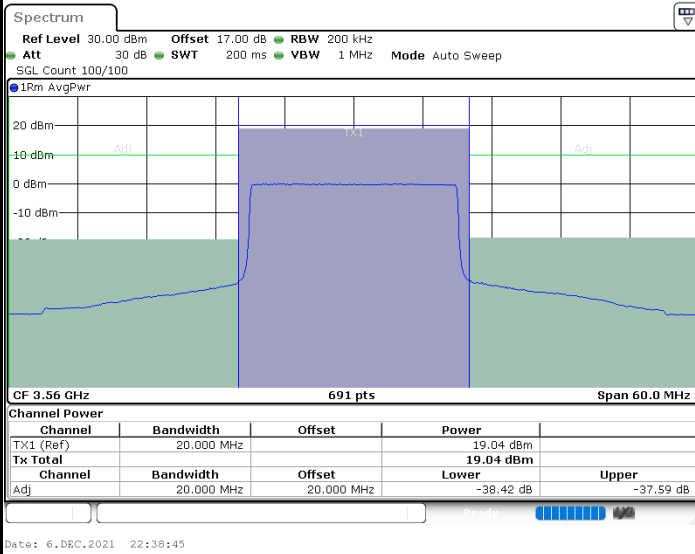 Spectrum
Ref Level 30.00 dBm Offset 17.00 dB RBW 200 kHz
Att 30 dB SWT 200 ms VBW 1 MHz Mode Auto Sweep
SGL Count 100/100
1Rm AvgPwr
20 dBm
TX1
Adj Adj
10 dBm
0 dBm
-10 dBm
CF 3.56 GHz 691 pts Span 60.0 MHz
Channel Power
Channel Bandwidth Offset Power
TX1 (Ref) 20.000 MHz 19.04 dBm
Tx Total 19.04 dBm
Channel Bandwidth Offset Lower Upper
Adj 20.000 MHz 20.000 MHz -38.42 dB -37.59 dB
Ready
Date: 6.DEC.2021 22:38:45